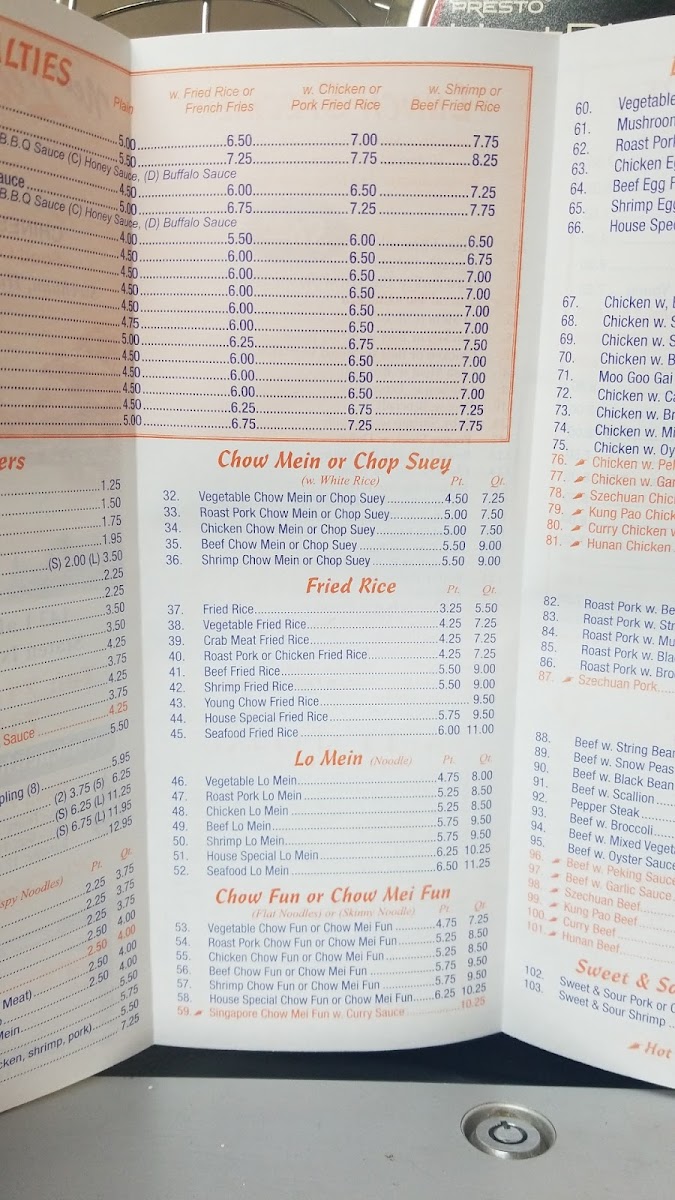 PRESTO
ALTIES
Plain
w. Fried Rice or
French Fries
w. Chicken or
Pork Fried Rice
w. Shrimp or
Beef Fried Rice
5.00 6.50 7.00 7.75
5.50 7.25 7.75 8.25
B.B.Q Sauce (C) Honey Sauce, (D) Buffalo Sauce
4.50 6.00 6.50 7.25
auce 5.00 6.75 7.25 7.75
B.B.Q Sauce (C) Honey Sauce, (D) Buffalo Sauce
4.00 5.50 6.00 6.50
4.50 6.00 6.50 6.75
4.50 6.00 6.50 7.00
4.50 6.00 6.50 7.00
4.50 6.00 6.50 7.00
4.75 6.00 6.50 7.00
5.00 6.25 6.75 7.50
4.50 6.00 6.50 7.00
4.50 6.00 6.50 7.00
4.50 6.00 6.50 7.00
4.50 6.25 6.75 7.25
5.00 6.75 7.25 7.75
ers
1.25
1.50
1.75
1.95
(S) 2.00 (L) 3.50
2.25
2.25
3.50
3.50
4.25
3.75
4.25
3.75
Sauce 4.25
5.50
5.95
pling (8)
(2) 3.75 (5) 6.25
(S) 6.25 (L) 11.25
(S) 6.75 (L) 11.95
12.95
Pt. Qt.
spy Noodles)
2.25 3.75
2.25 3.75
2.25 3.75
2.50 4.00
2.50 4.00
2.50 4.00
Meat) 2.50 4.00
5.50
Mein 5.75
5.50
cken, shrimp, pork) 7.25
Chow Mein or Chop Suey
(w. White Rice) Pt. Qt.
32. Vegetable Chow Mein or Chop Suey 4.50 7.25
33. Roast Pork Chow Mein or Chop Suey 5.00 7.50
34. Chicken Chow Mein or Chop Suey 5.00 7.50
35. Beef Chow Mein or Chop Suey 5.50 9.00
36. Shrimp Chow Mein or Chop Suey 5.50 9.00
Fried Rice Pt. Qt.
37. Fried Rice 3.25 5.50
38. Vegetable Fried Rice 4.25 7.25
39. Crab Meat Fried Rice 4.25 7.25
40. Roast Pork or Chicken Fried Rice 4.25 7.25
41. Beef Fried Rice 5.50 9.00
42. Shrimp Fried Rice 5.50 9.00
43. Young Chow Fried Rice 9.50
44. House Special Fried Rice 5.75 9.50
45. Seafood Fried Rice 6.00 11.00
Lo Mein (Noodle) Pt. Qt.
46. Vegetable Lo Mein 4.75 8.00
47. Roast Pork Lo Mein 5.25 8.50
48. Chicken Lo Mein 5.25 8.50
49. Beef Lo Mein 5.75 9.50
50. Shrimp Lo Mein 5.75 9.50
51. House Special Lo Mein 6.25 10.25
52. Seafood Lo Mein 6.50 11.25
Chow Fun or Chow Mei Fun
(Flat Noodles) or (Skinny Noodle) Pt. Qt
53. Vegetable Chow Fun or Chow Mei Fun 4.75 7.25
54. Roast Pork Chow Fun or Chow Mei Fun 5.25 8.50
55. Chicken Chow Fun or Chow Mei Fun 5.25 8.50
56. Beef Chow Fun or Chow Mei Fun 5.75 9.50
57. Shrimp Chow Fun or Chow Mei Fun 5.75 9.50
58. House Special Chow Fun or Chow Mei Fun 6.25 10.25
59. Singapore Chow Mei Fun w. Curry Sauce 10.25
60. Vegetable
61. Mushroom
62. Roast Pork
63. Chicken Eg
64. Beef Egg F
65. Shrimp Egg
66. House Spec
67. Chicken w,
68. Chicken w. S
69. Chicken w. S
70. Chicken w. B
71. Moo Goo Gai
72. Chicken w. Ca
73. Chicken w. Br
74. Chicken w. Mi
75. Chicken w. Oy
76. Chicken w. Pek
77. Chicken w. Gar
78. Szechuan Chic
79. Kung Pao Chick
80. Curry Chicken w
81. Hunan Chicken
82. Roast Pork w. Be
83. Roast Pork w. Str
84. Roast Pork w. Mu
85. Roast Pork w. Bla
86. Roast Pork w. Bro
87. Szechuan Pork
88. Beef w. String Bean
89. Beef w. Snow Peas
90. Beef w. Black Bean
91. Beef w. Scallion
92. Pepper Steak
93. Beef w. Broccoli
94. Beef w. Mixed Vegeta
95. Beef w. Oyster Sauce
96. Beef w. Peking Sauce
97. Beef w. Garlic Sauce
98. Szechuan Beef
99. Kung Pao Beef
100. Curry Beef
101. Hunan Beef
Sweet & So
102. Sweet & Sour Pork or C
103. Sweet & Sour Shrimp
Hot